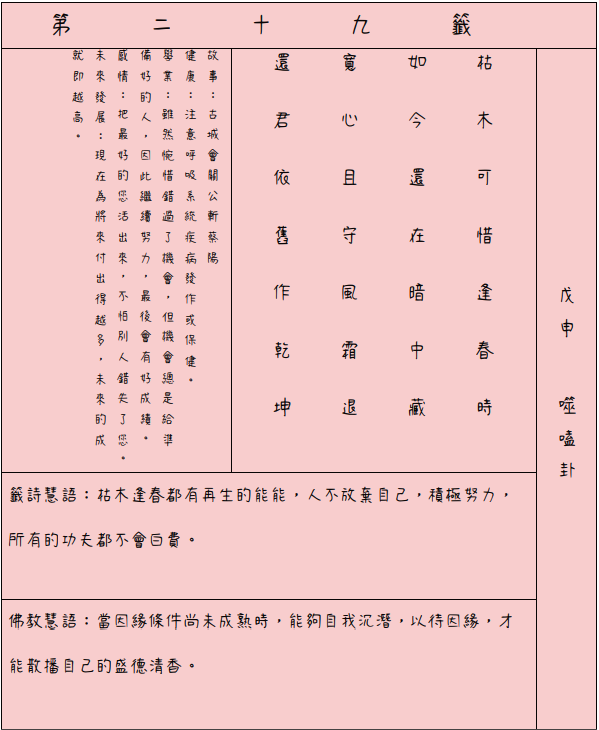 第二十九籤
戊申 噬嗑卦
枯木可惜逢春時
如今還在暗中藏
寬心且守風霜退
還君依舊作乾坤
故事：古城會關公斬蔡陽
健康：注意呼吸系統疾病發作或保健。
學業：雖然惋惜錯過了機會，但機會總是給準
備好的人，因此繼續努力，最後會有好成績。
感情：把最好的您活出來，不怕別人錯失了您。
未來發展：現在為將來付出得越多，未來的成
就即越高。
籤詩慧語：枯木逢春都有再生的能能，人不放棄自己，積極努力，
所有的功夫都不會白費。
佛教慧語：當因緣條件尚未成熟時，能夠自我沉潛，以待因緣，才
能散播自己的盛德清香。